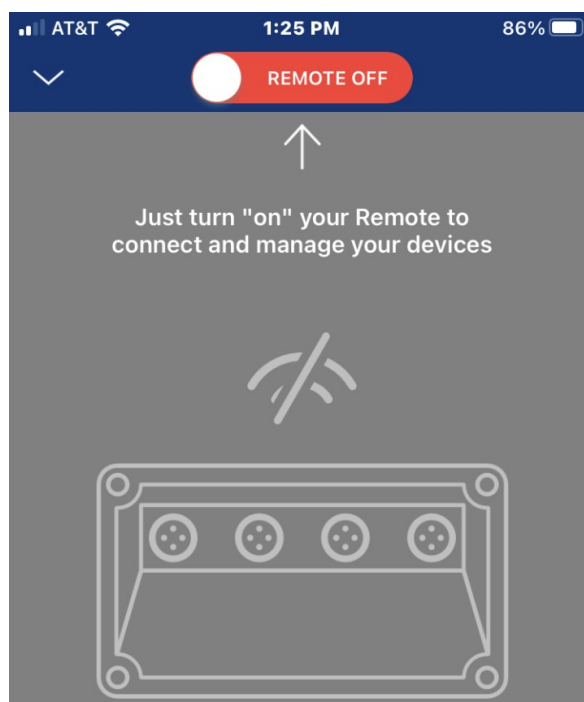 AT&T 1:25 PM 86%
REMOTE OFF
Just turn "on" your Remote to
connect and manage your devices